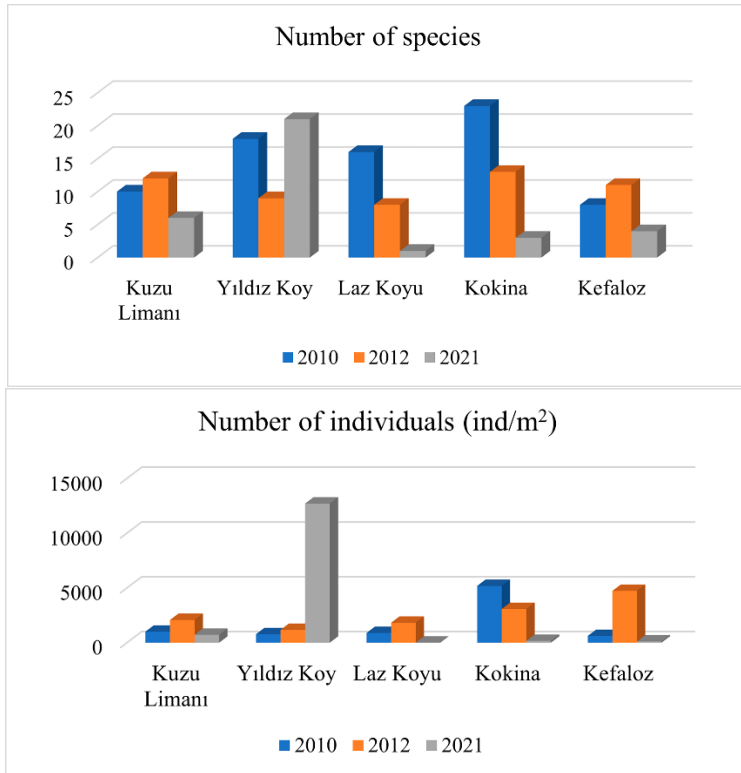 Number of species
25
20
15
10
5
0
Kuzu Limanı
Yıldız Koy
Laz Koyu
Kokina
Kefaloz
2010 2012 2021
Number of individuals (ind/m²)
15000
10000
5000
0
Kuzu Limanı
Yıldız Koy
Laz Koyu
Kokina
Kefaloz
2010 2012 2021